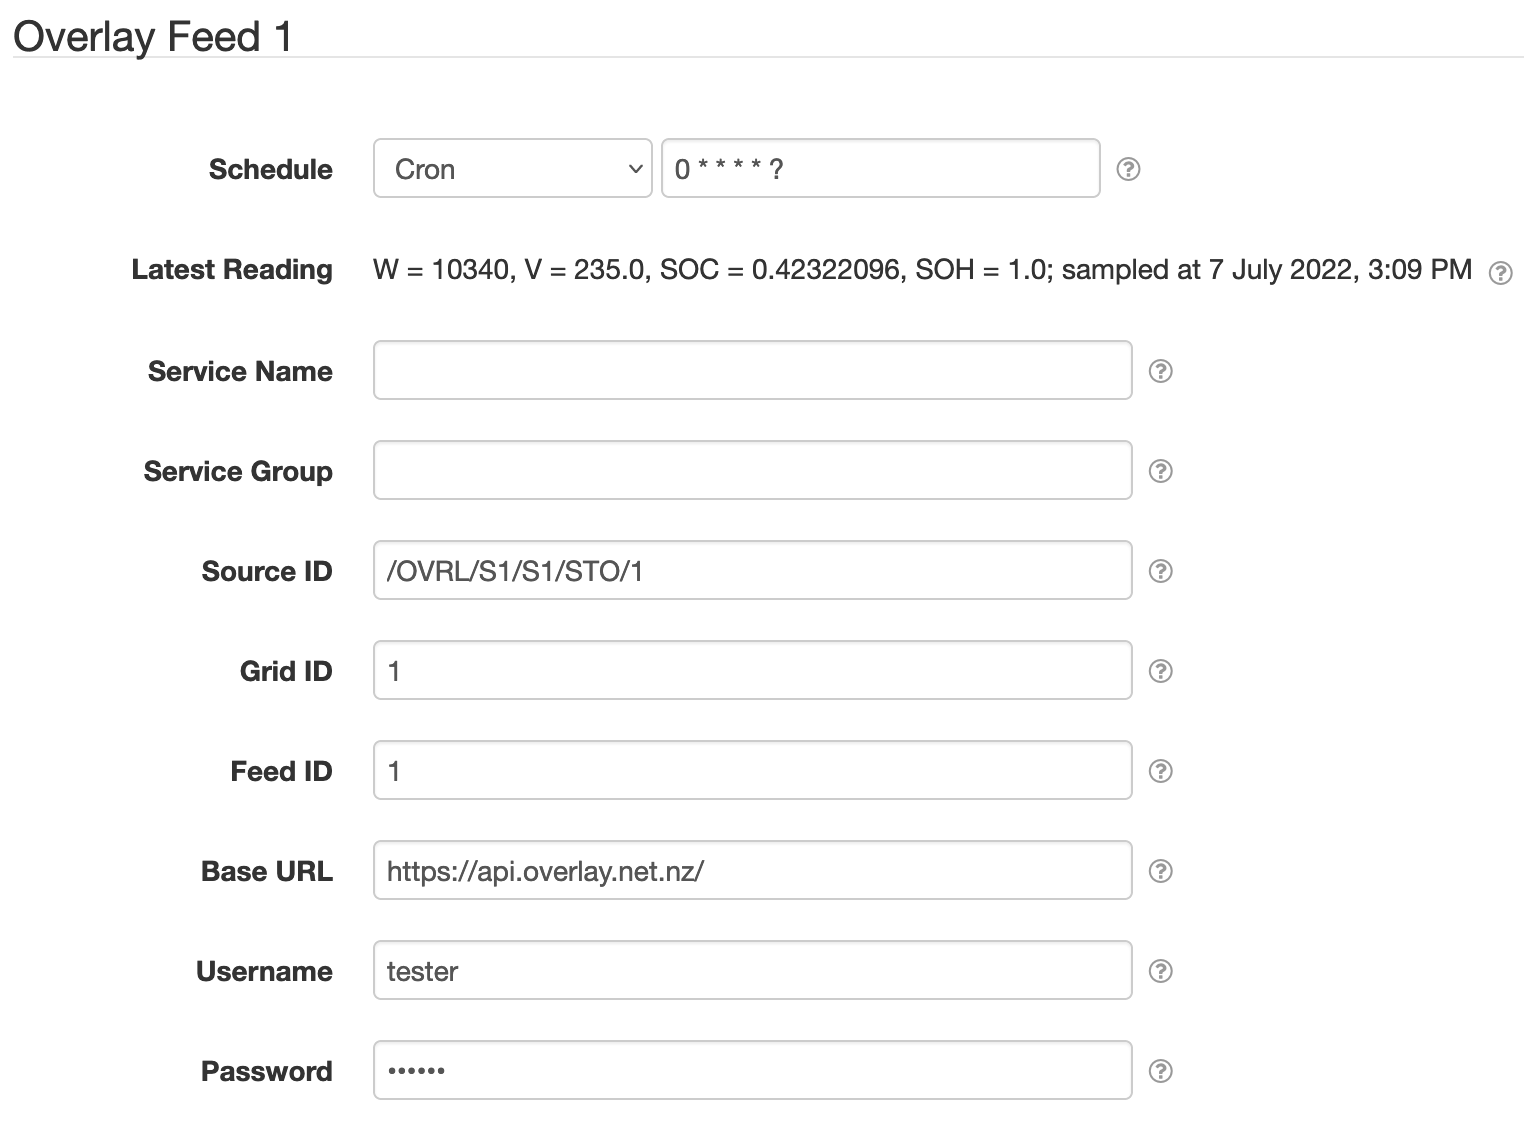 Overlay Feed 1
Schedule Cron 0 * * * * ?
Latest Reading W = 10340, V = 235.0, SOC = 0.42322096, SOH = 1.0; sampled at 7 July 2022, 3:09 PM
Service Name
Service Group
Source ID /OVRL/S1/S1/STO/1
Grid ID 1
Feed ID 1
Base URL https://api.overlay.net.nz/
Username tester
Password ••••••